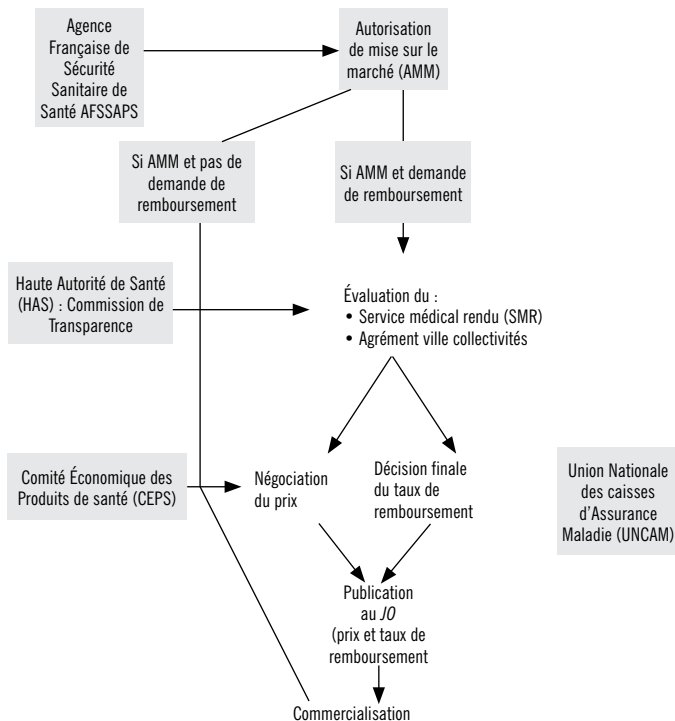 Agence
Française de
Sécurité
Sanitaire de
Santé AFSSAPS
Autorisation
de mise sur le
marché (AMM)
Si AMM et pas de
demande de
remboursement
Si AMM et demande
de remboursement
Haute Autorité de Santé
(HAS) : Commission de
Transparence
Évaluation du :
• Service médical rendu (SMR)
• Agrément ville collectivités
Comité Économique des
Produits de santé (CEPS)
Négociation
du prix
Décision finale
du taux de
remboursement
Union Nationale
des caisses
d’Assurance
Maladie (UNCAM)
Publication
au JO
(prix et taux de
remboursement
Commercialisation